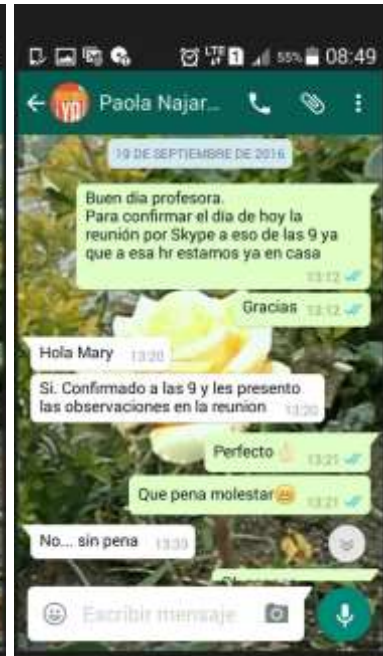 LTE 1 55% 08:49
Paola Najar...
19 DE SEPTIEMBRE DE 2016
Buen dia profesora.
Para confirmar el dia de hoy la
reunión por Skype a eso de las 9 ya
que a esa hr estamos ya en casa
13:12
Gracias 13:12
Hola Mary 13:20
Si. Confirmado a las 9 y les presento
las observaciones en la reunion 13:20
Perfecto 13:21
Que pena molestar 13:21
No... sin pena 13:33
Escribir mensaje